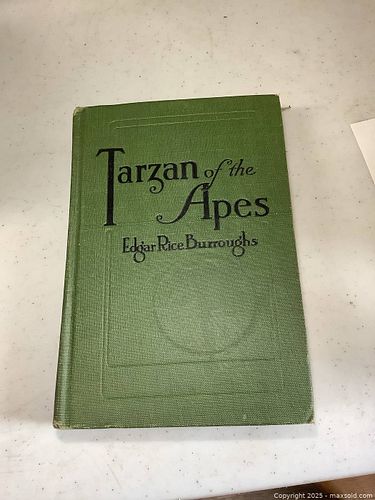 Tarzan of the
Apes
Edgar Rice Burroughs
Copyright 2025 - maxsold.com